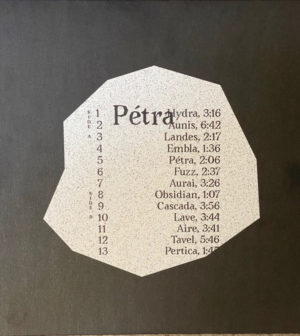 Pétra
SIDE A
1 Hydra, 3:16
2 Aunis, 6:42
3 Landes, 2:17
4 Embla, 1:36
5 Pétra, 2:06
6 Fuzz, 2:37
7 Aurai, 3:26
SIDE B
8 Obsidian, 1:07
9 Cascada, 3:56
10 Lave, 3:44
11 Aire, 3:41
12 Tavel, 5:46
13 Pertica,